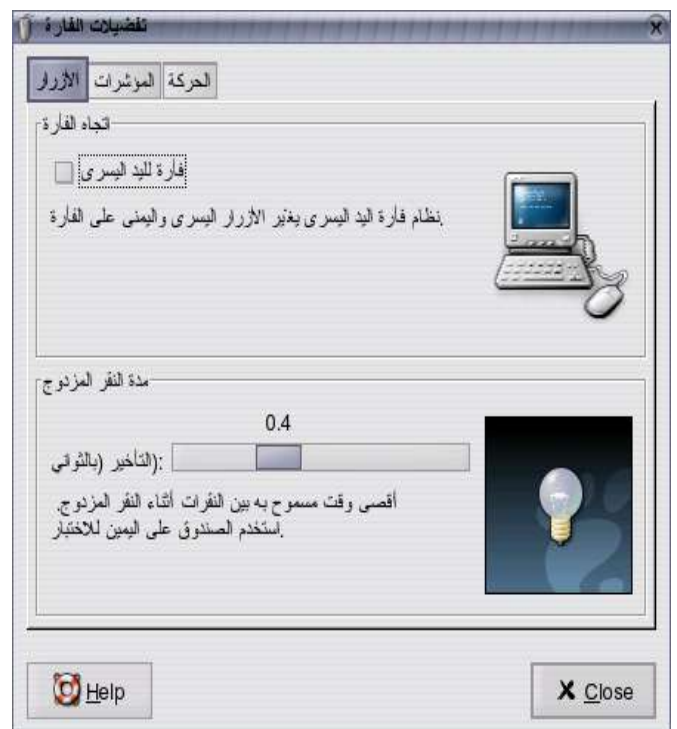 تفضيلات الفارة
الأزرار
المؤشرات
الحركة
اتجاه الفأرة
فأرة لليد اليسرى
نظام فأرة اليد اليسرى يغيّر الأزرار اليسرى واليمنى على الفأرة.
مدة النقر المزدوج
0.4
التأخير (بالثواني):
أقصى وقت مسموح به بين النقرات أثناء النقر المزدوج.
استخدم الصندوق على اليمين للاختبار.
Help
Close